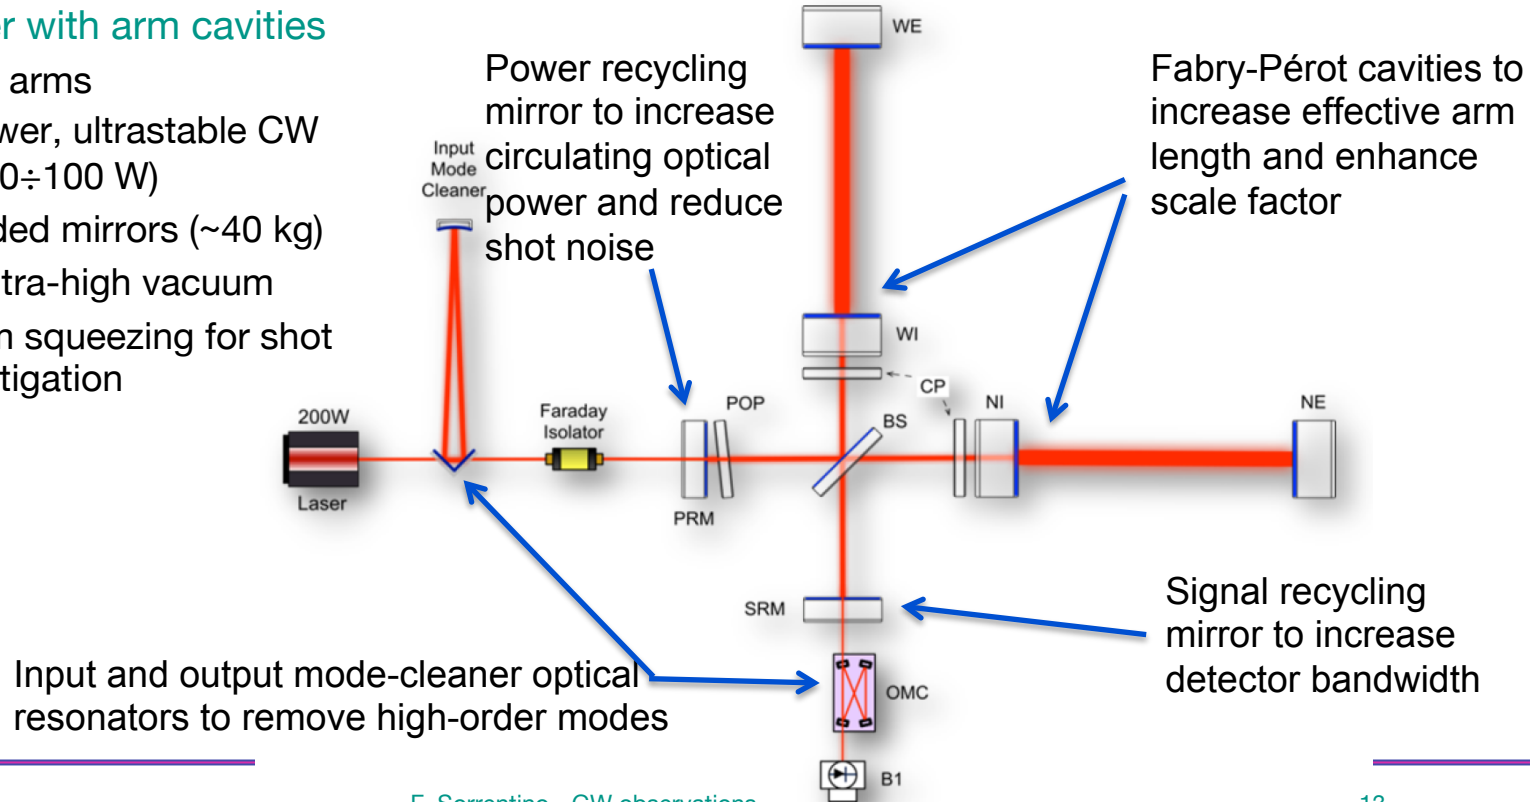 r with arm cavities
arms
wer, ultrastable CW
0÷100 W)
ded mirrors (~40 kg)
tra-high vacuum
n squeezing for shot
tigation
Power recycling
mirror to increase
circulating optical
power and reduce
shot noise
Fabry-Pérot cavities to
increase effective arm
length and enhance
scale factor
WE
Input
Mode
Cleaner
WI
CP
NI
NE
200W
Laser
Faraday
Isolator
POP
PRM
BS
SRM
Signal recycling
mirror to increase
detector bandwidth
Input and output mode-cleaner optical
resonators to remove high-order modes
OMC
B1